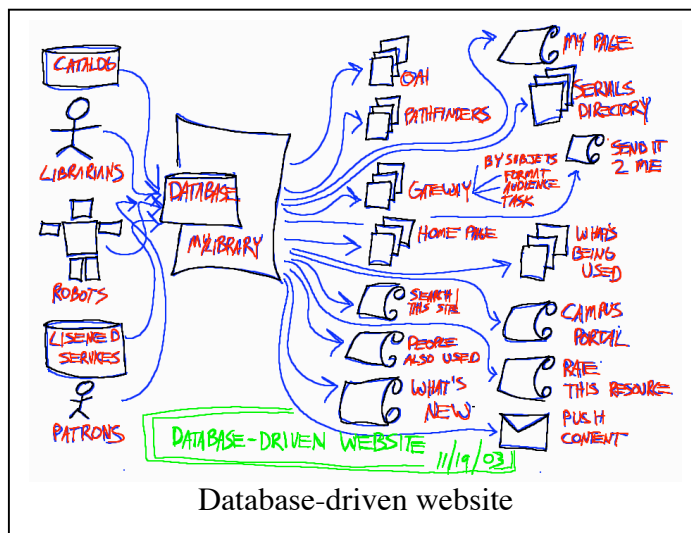 CATALOG
LIBRARIANS
ROBOTS
LISENED
SERVICES
PATRONS
DATABASE
MYLIBRARY
OAI
PATHFINDERS
GATEWAY
BY SUBJECTS
FORMAT
AUDIENCE
TASK
HOME PAGE
SEARCH
THIS SITE
PEOPLE
ALSO USED
WHAT'S
NEW
MY PAGE
SERIALS
DIRECTORY
SEND IT
2 ME
WHAT'S
BEING
USED
CAMPUS
PORTAL
RATE
THIS RESOURCE
PUSH
CONTENT
DATABASE-DRIVEN WEBSITE
11/19/03
Database-driven website